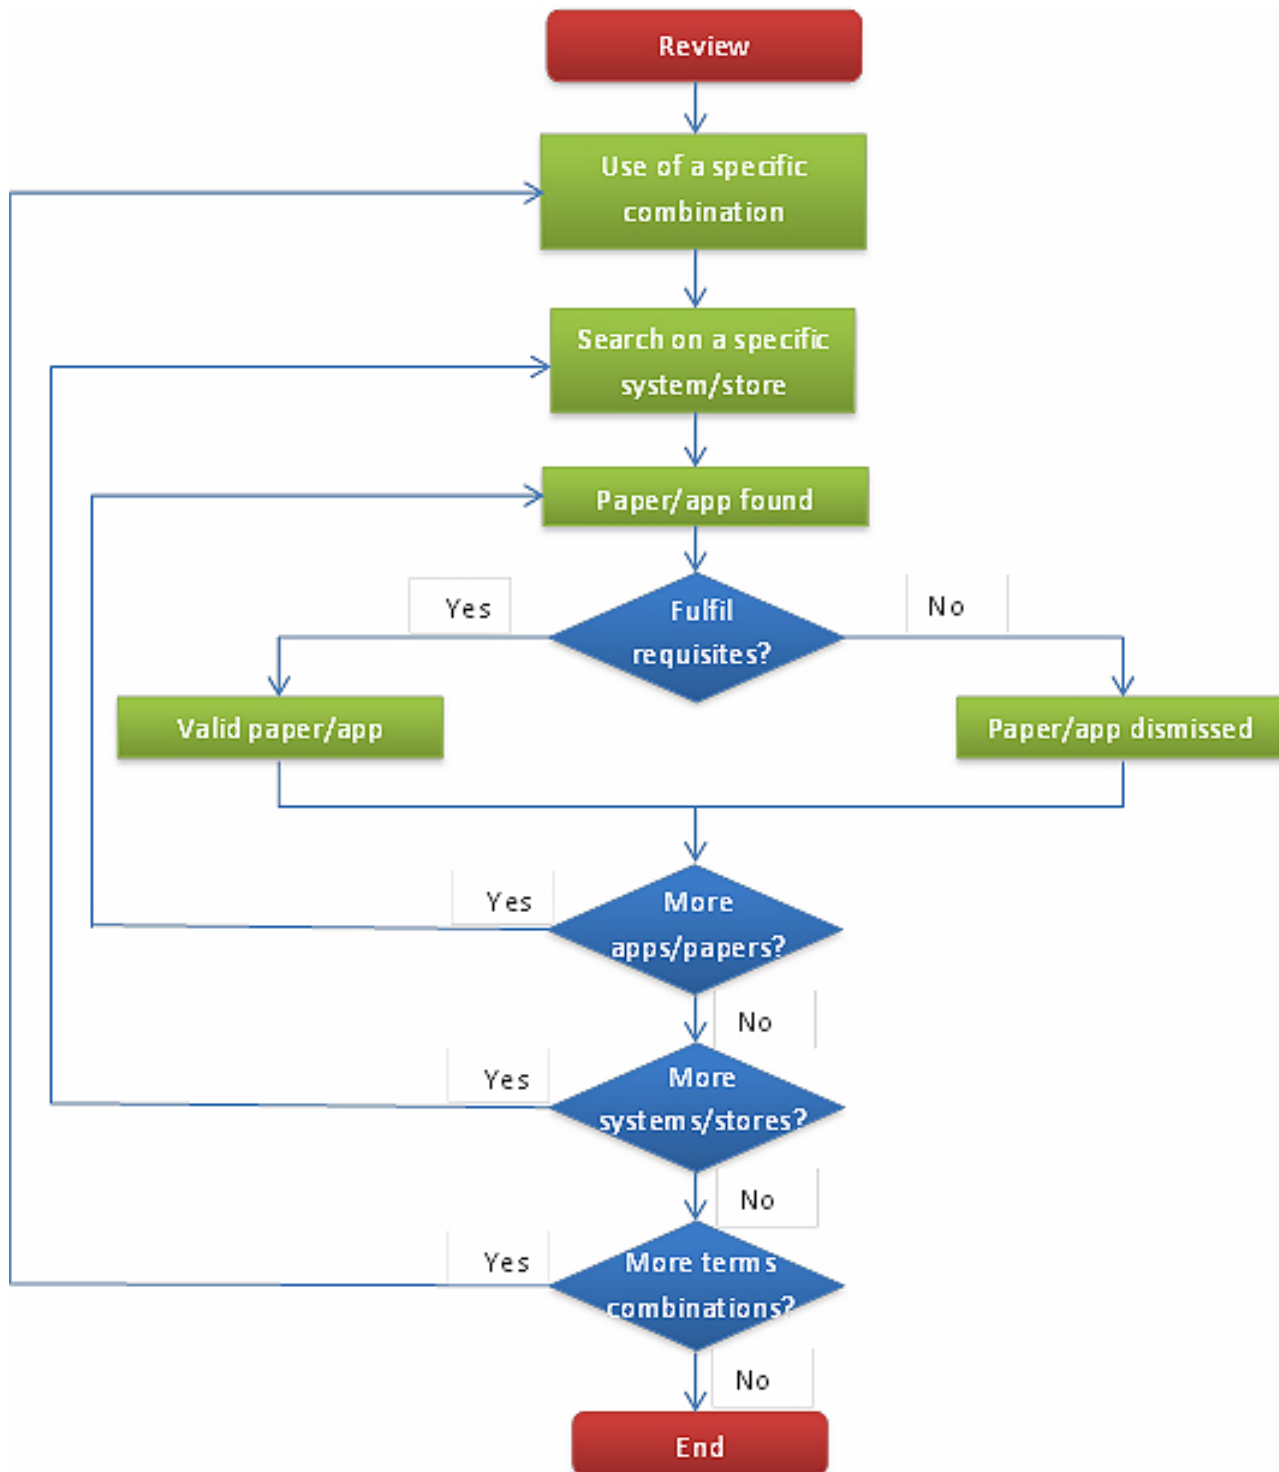 Review
Use of a specific
combination
Search on a specific
system/store
Paper/app found
Yes
Fulfil
requisites?
No
Valid paper/app
Paper/app dismissed
Yes
More
apps/papers?
No
Yes
More
systems/stores?
No
Yes
More terms
combinations?
No
End